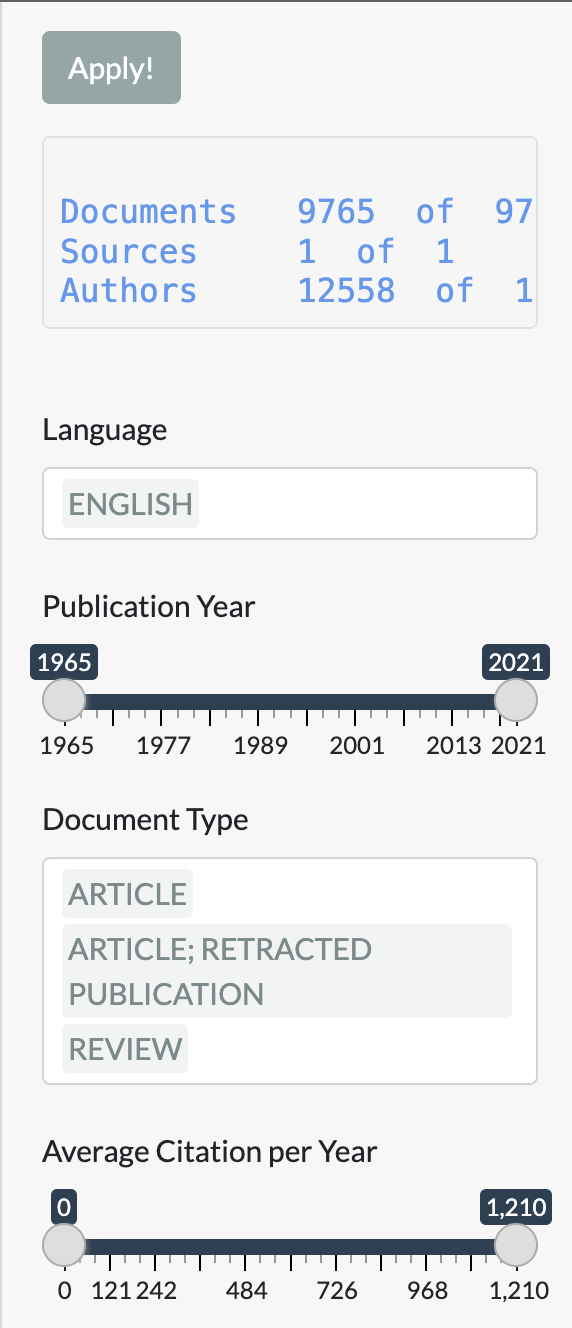 Apply!
Documents 9765 of 97
Sources 1 of 1
Authors 12558 of 1
Language
ENGLISH
Publication Year
1965 2021
1965 1977 1989 2001 2013 2021
Document Type
ARTICLE
ARTICLE; RETRACTED
PUBLICATION
REVIEW
Average Citation per Year
0 1,210
0 121 242 484 726 968 1,210